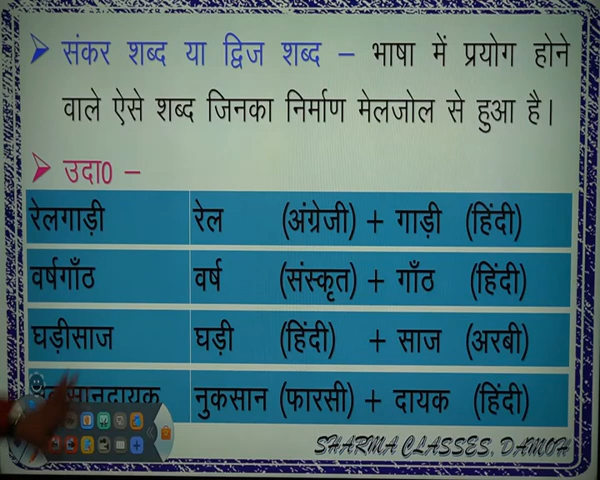 संकर शब्द या द्विज शब्द – भाषा में प्रयोग होने
वाले ऐसे शब्द जिनका निर्माण मेलजोल से हुआ है।
उदा0 –
रेलगाड़ी रेल (अंग्रेजी) + गाड़ी (हिंदी)
वर्षगाँठ वर्ष (संस्कृत) + गाँठ (हिंदी)
घड़ीसाज घड़ी (हिंदी) + साज (अरबी)
नुकसान (फारसी) + दायक (हिंदी)
SHARMA CLASSES, DAMOH